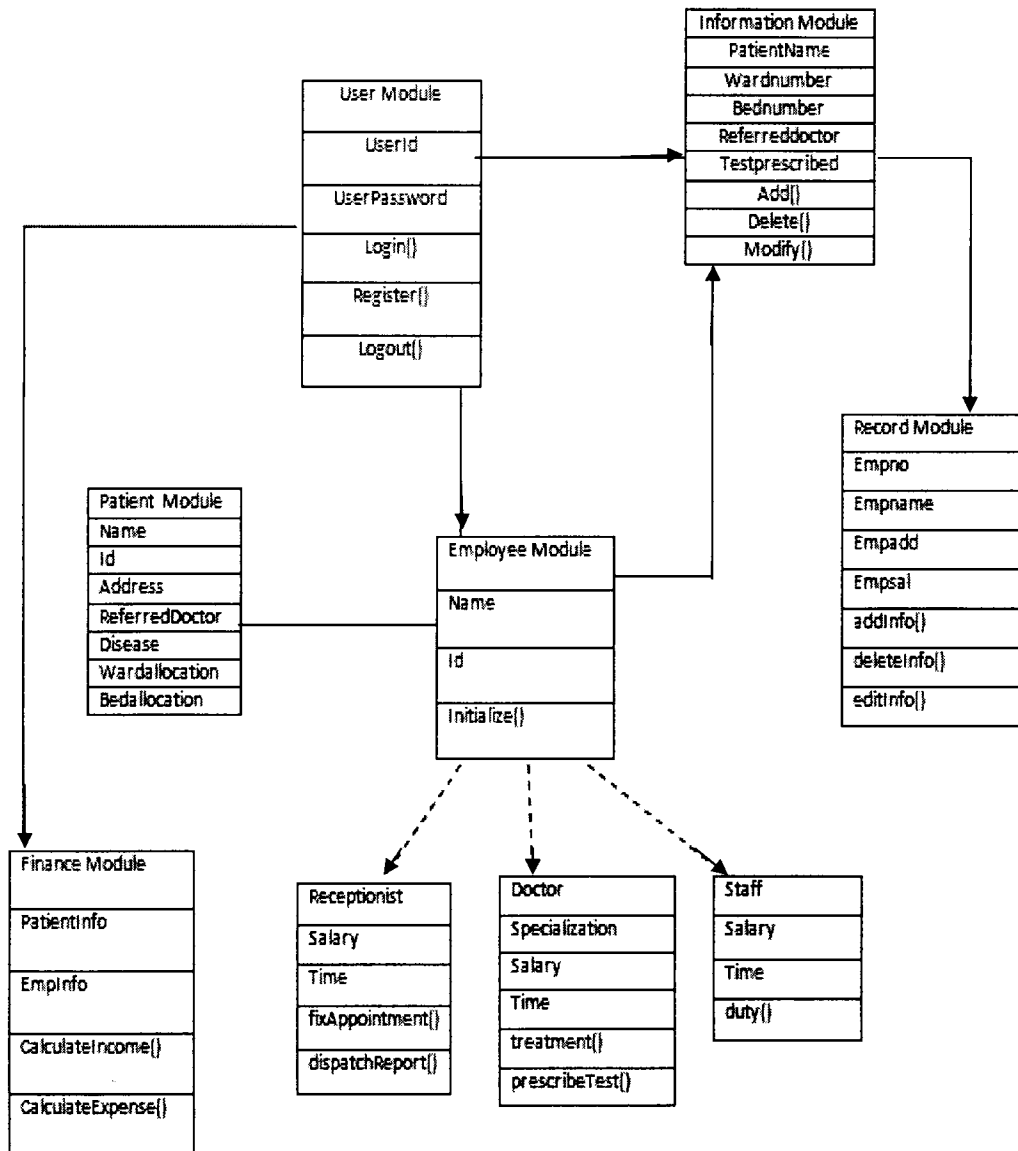 Information Module
PatientName
Wardnumber
Bednumber
Referreddoctor
Testprescribed
Add()
Delete()
Modify()
User Module
UserId
UserPassword
Login()
Register()
Logout()
Record Module
Empno
Empname
Empadd
Empsal
addInfo()
deleteInfo()
editInfo()
Patient Module
Name
Id
Address
ReferredDoctor
Disease
Wardallocation
Bedallocation
Employee Module
Name
Id
Initialize()
Finance Module
PatientInfo
EmpInfo
CalculateIncome()
CalculateExpense()
Receptionist
Salary
Time
fixAppointment()
dispatchReport()
Doctor
Specialization
Salary
Time
treatment()
prescribeTest()
Staff
Salary
Time
duty()